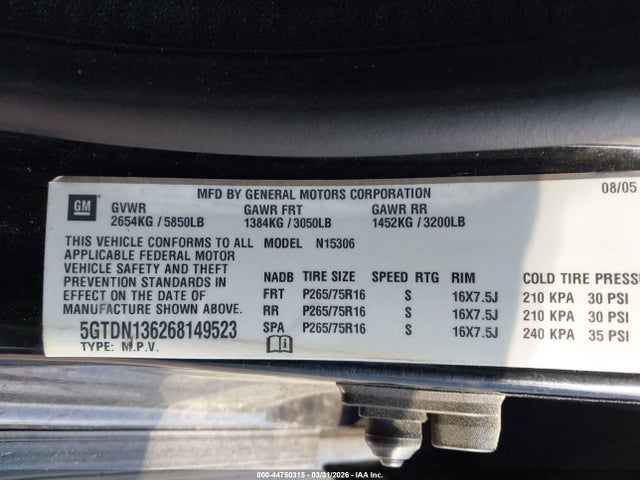 MFD BY GENERAL MOTORS CORPORATION 08/05
GM
GVWR GAWR FRT GAWR RR
2654KG / 5850LB 1384KG / 3050LB 1452KG / 3200LB
THIS VEHICLE CONFORMS TO ALL MODEL N15306
APPLICABLE FEDERAL MOTOR
VEHICLE SAFETY AND THEFT
PREVENTION STANDARDS IN
EFFECT ON THE DATE OF
MANUFACTURE SHOWN ABOVE.
5GTDN136268149523
TYPE: M.P.V.
NADB TIRE SIZE SPEED RTG RIM COLD TIRE PRESSU
FRT P265/75R16 S 16X7.5J 210 KPA 30 PSI
RR P265/75R16 S 16X7.5J 210 KPA 30 PSI
SPA P265/75R16 S 16X7.5J 240 KPA 35 PSI
000-44750315 - 03/31/2026 - IAA Inc.